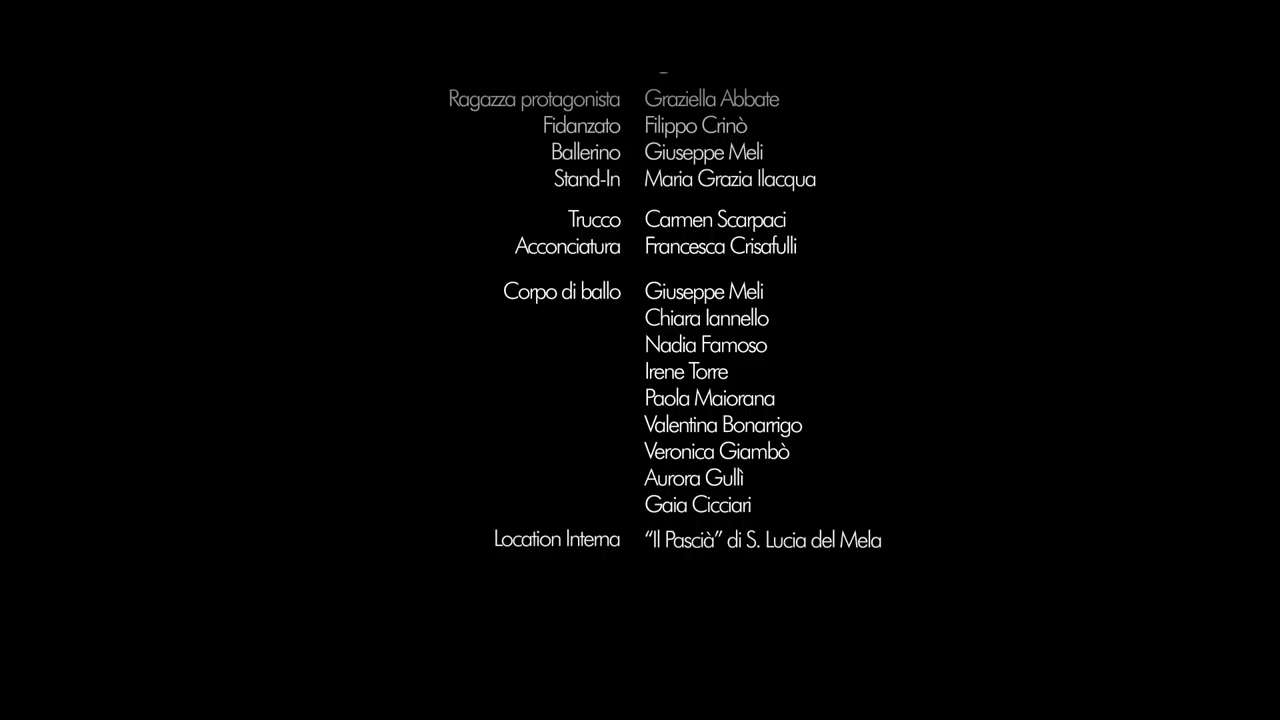 Ragazza protagonista Graziella Abbate
Fidanzato Filippo Crinò
Ballerino Giuseppe Meli
Stand-In Maria Grazia Ilacqua
Trucco Carmen Scarpaci
Acconciatura Francesca Crisafulli
Corpo di ballo Giuseppe Meli
Chiara Iannello
Nadia Famoso
Irene Torre
Paola Maiorana
Valentina Bonarrigo
Veronica Giambò
Aurora Gullì
Gaia Cicciari
Location Interna “Il Pascià” di S. Lucia del Mela